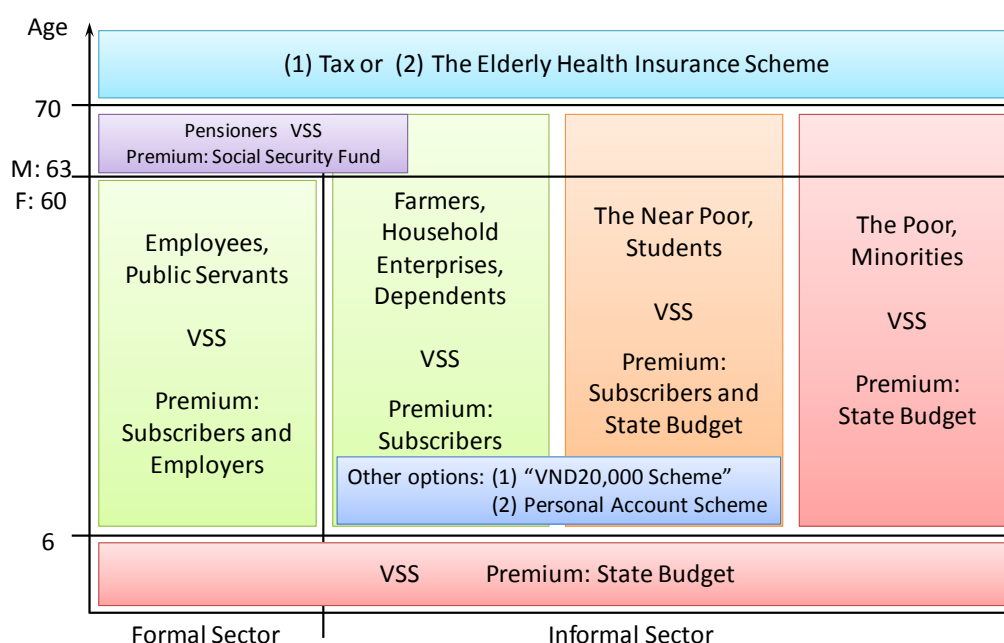 Age
(1) Tax or (2) The Elderly Health Insurance Scheme
70
Pensioners VSS
Premium: Social Security Fund
M: 63
F: 60
Employees,
Public Servants
VSS
Premium:
Subscribers and
Employers
Farmers,
Household
Enterprises,
Dependents
VSS
Premium:
Subscribers
The Near Poor,
Students
VSS
Premium:
Subscribers and
State Budget
The Poor,
Minorities
VSS
Premium:
State Budget
Other options: (1) “VND20,000 Scheme”
(2) Personal Account Scheme
6
VSS Premium: State Budget
Formal Sector
Informal Sector